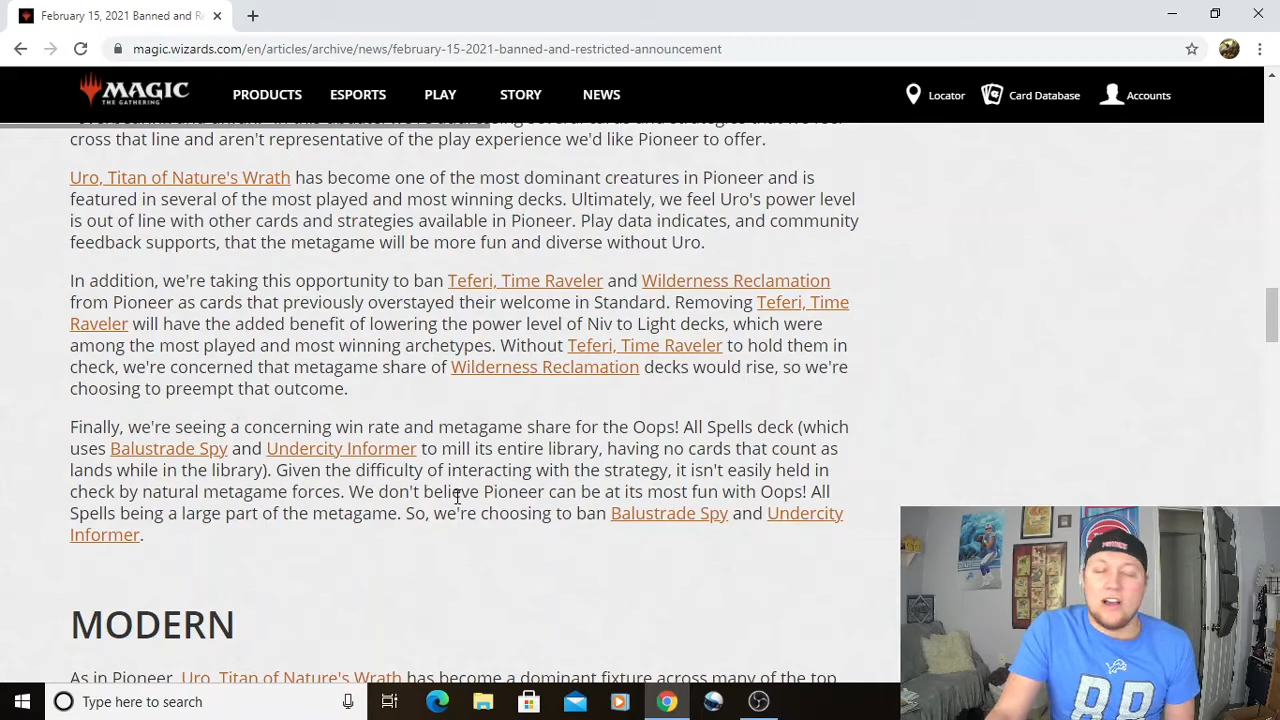 February 15, 2021 Banned and Re
magic.wizards.com/en/articles/archive/news/february-15-2021-banned-and-restricted-announcement
MAGIC
THE GATHERING
PRODUCTS
ESPORTS
PLAY
STORY
NEWS
Locator
Card Database
Accounts
cross that line and aren't representative of the play experience we'd like Pioneer to offer.
Uro, Titan of Nature's Wrath has become one of the most dominant creatures in Pioneer and is
featured in several of the most played and most winning decks. Ultimately, we feel Uro's power level
is out of line with other cards and strategies available in Pioneer. Play data indicates, and community
feedback supports, that the metagame will be more fun and diverse without Uro.
In addition, we're taking this opportunity to ban Teferi, Time Raveler and Wilderness Reclamation
from Pioneer as cards that previously overstayed their welcome in Standard. Removing Teferi, Time
Raveler will have the added benefit of lowering the power level of Niv to Light decks, which were
among the most played and most winning archetypes. Without Teferi, Time Raveler to hold them in
check, we're concerned that metagame share of Wilderness Reclamation decks would rise, so we're
choosing to preempt that outcome.
Finally, we're seeing a concerning win rate and metagame share for the Oops! All Spells deck (which
uses Balustrade Spy and Undercity Informer to mill its entire library, having no cards that count as
lands while in the library). Given the difficulty of interacting with the strategy, it isn't easily held in
check by natural metagame forces. We don't believe Pioneer can be at its most fun with Oops! All
Spells being a large part of the metagame. So, we're choosing to ban Balustrade Spy and Undercity
Informer.
MODERN
As in Pioneer, Uro, Titan of Nature's Wrath has become a dominant fixture across many of the top
Type here to search